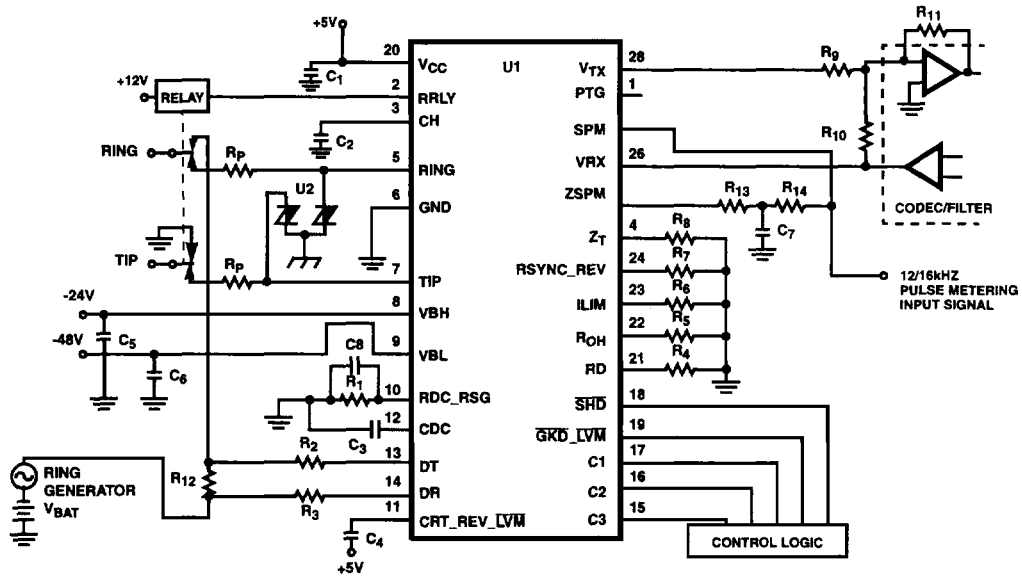 +5V
20
VCC
C1
U1
28
VTX
R9
R11
+12V
RELAY
2
RRLY
1
PTG
3
CH
C2
SPM
R10
RING
RP
5
RING
26
VRX
U2
6
GND
ZSPM
R13
R14
CODEC/FILTER
C7
4
ZT
R8
TIP
RP
7
TIP
24
RSYNC_REV
R7
12/16kHZ
PULSE METERING
INPUT SIGNAL
-24V
8
VBH
23
ILIM
R6
-48V
C5
9
VBL
22
ROH
R5
C6
C8
R1
10
RDC_RSG
21
RD
R4
12
CDC
C3
18
SHD
19
GKD_LVM
R2
13
DT
17
C1
RING
GENERATOR
VBAT
R12
14
DR
R3
16
C2
11
CRT_REV_LVM
C4
+5V
15
C3
CONTROL LOGIC